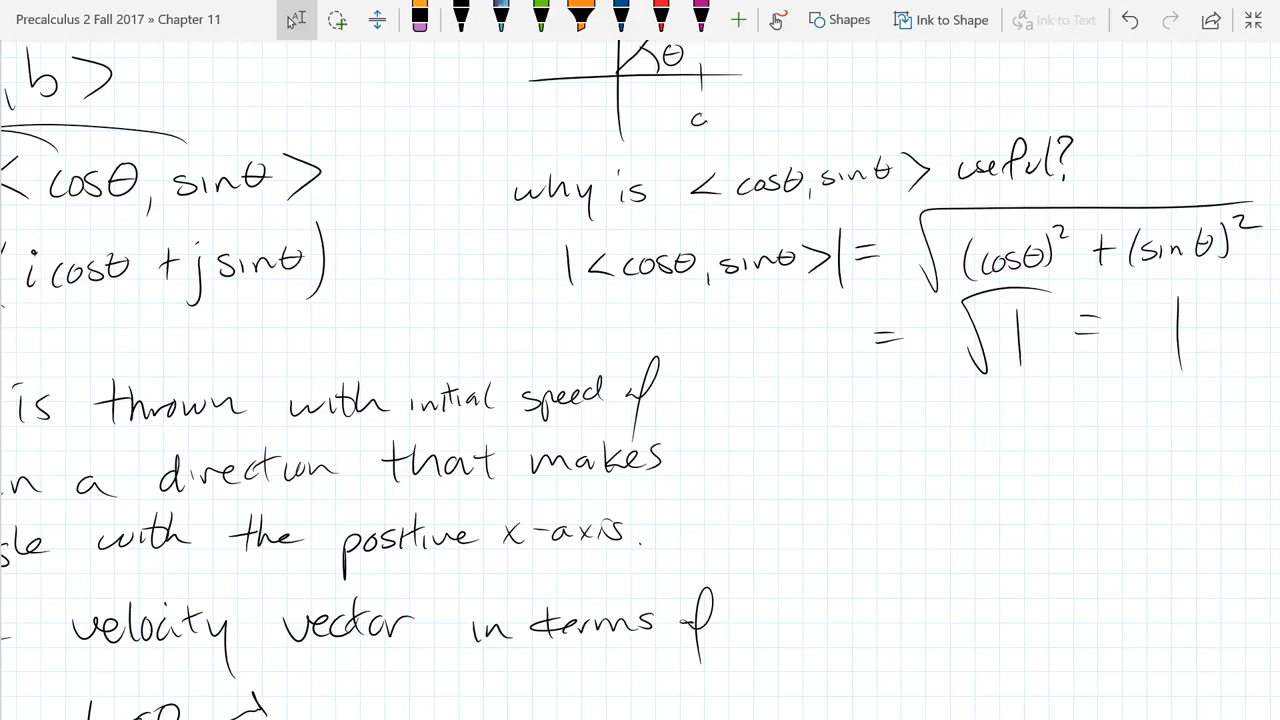 Precalculus 2 Fall 2017 » Chapter 11
Shapes
Ink to Shape
Ink to Text
,b >
θ
a
< cosθ, sinθ >
( i cosθ + j sinθ )
why is < cosθ, sinθ > useful?
|< cosθ, sinθ >| = √(cosθ)² + (sinθ)²
= √1 = 1
is thrown with initial speed of
in a direction that makes
with the positive x-axis.
velocity vector in terms of